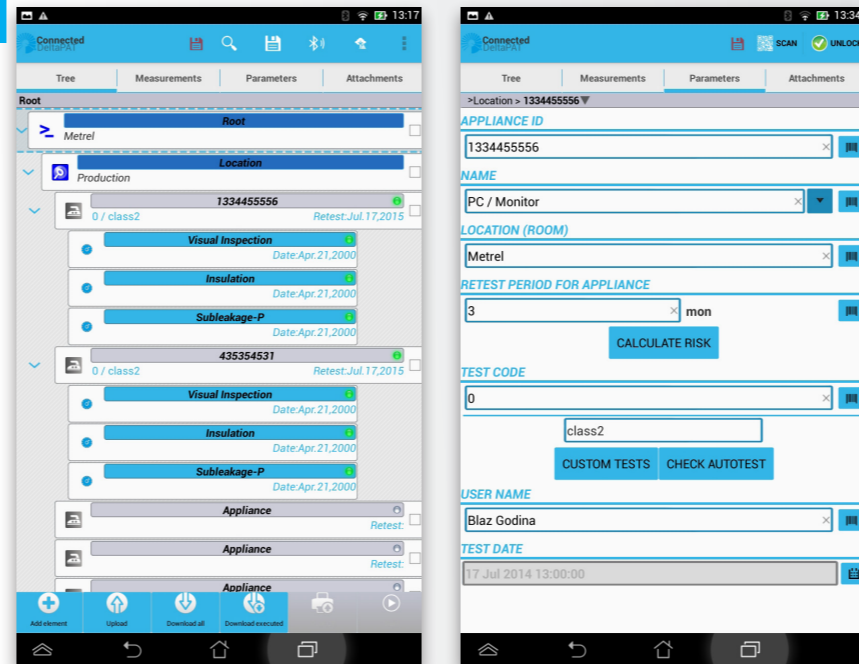 13:17
Connected
DeltaPAT
Tree Measurements Parameters Attachments
Root
Root
Metrel
Location
Production
1334455556
0 / class2 Retest:Jul.17,2015
Visual Inspection
Date:Apr.21,2000
Insulation
Date:Apr.21,2000
Subleakage-P
Date:Apr.21,2000
435354531
0 / class2 Retest:Jul.17,2015
Visual Inspection
Date:Apr.21,2000
Insulation
Date:Apr.21,2000
Subleakage-P
Date:Apr.21,2000
Appliance
Retest:
Appliance
Retest:
Appliance
Add element Upload Download all Download executed
13:34
Connected
DeltaPAT
SCAN UNLOCK
Tree Measurements Parameters Attachments
>Location > 1334455556▼
APPLIANCE ID
1334455556
NAME
PC / Monitor
LOCATION (ROOM)
Metrel
RETEST PERIOD FOR APPLIANCE
3 mon
CALCULATE RISK
TEST CODE
0
class2
CUSTOM TESTS CHECK AUTOTEST
USER NAME
Blaz Godina
TEST DATE
17 Jul 2014 13:00:00